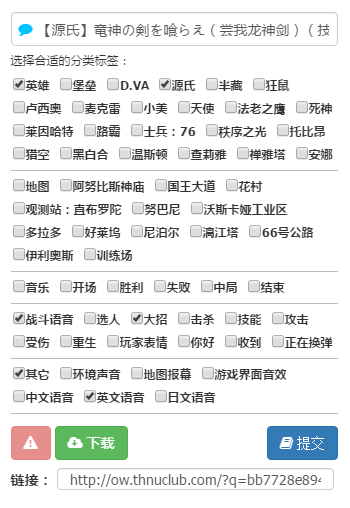 【源氏】竜神の剣を喰らえ（尝我龙神剑）（技
选择合适的分类标签：
英雄 堡垒 D.VA 源氏 半藏 狂鼠
卢西奥 麦克雷 小美 天使 法老之鹰 死神
莱因哈特 路霸 士兵：76 秩序之光 托比昂
猎空 黑百合 温斯顿 查莉雅 禅雅塔 安娜
地图 阿努比斯神庙 国王大道 花村
观测站：直布罗陀 努巴尼 沃斯卡娅工业区
多拉多 好莱坞 尼泊尔 漓江塔 66号公路
伊利奥斯 训练场
音乐 开场 胜利 失败 中局 结束
战斗语音 选人 大招 击杀 技能 攻击
受伤 重生 玩家表情 你好 收到 正在换弹
其它 环境声音 地图报幕 游戏界面音效
中文语音 英文语音 日文语音
下载 提交
链接： http://ow.thnuclub.com/?q=bb7728e894